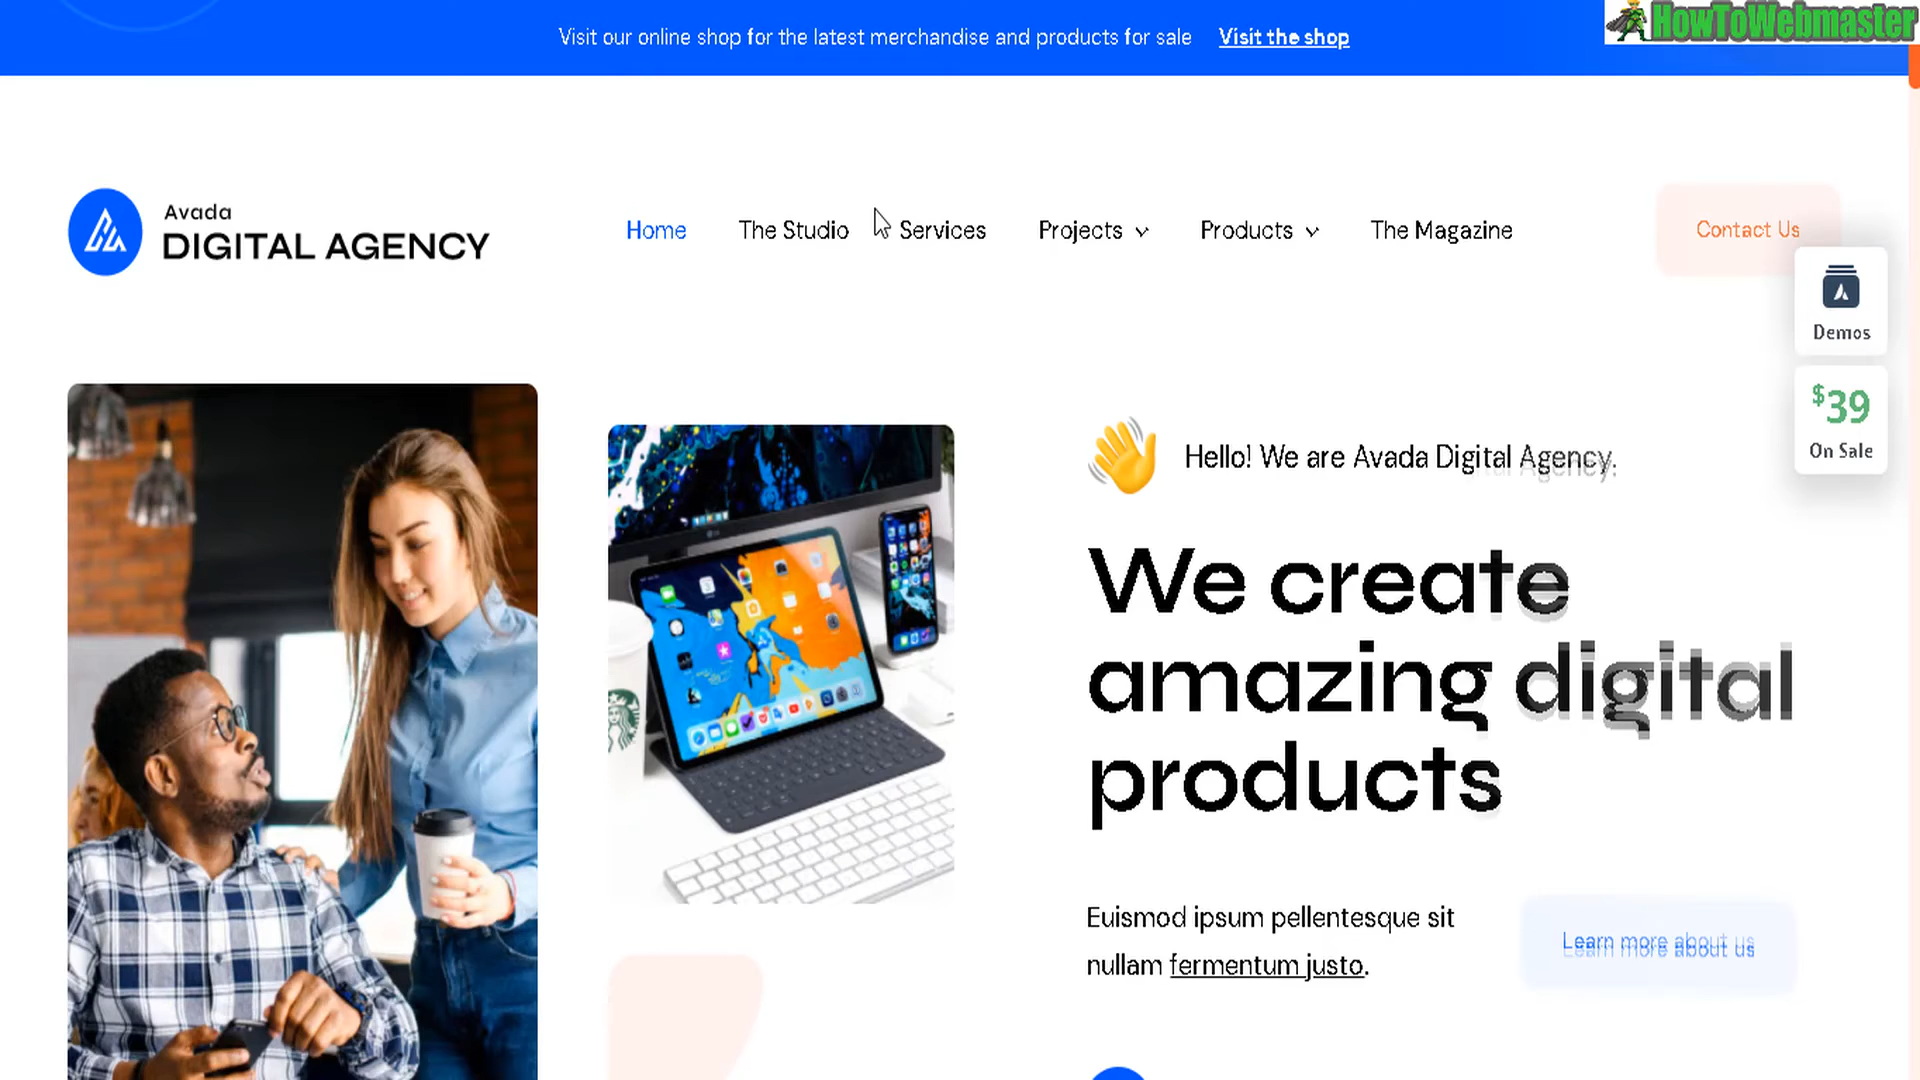 Visit our online shop for the latest merchandise and products for sale Visit the shop
HowToWebmaster
Avada
DIGITAL AGENCY
Home The Studio Services Projects Products The Magazine Contact Us
Demos
$39
On Sale
Hello! We are Avada Digital Agency.
We create
amazing digital
products
Euismod ipsum pellentesque sit
nullam fermentum justo.
Learn more about us